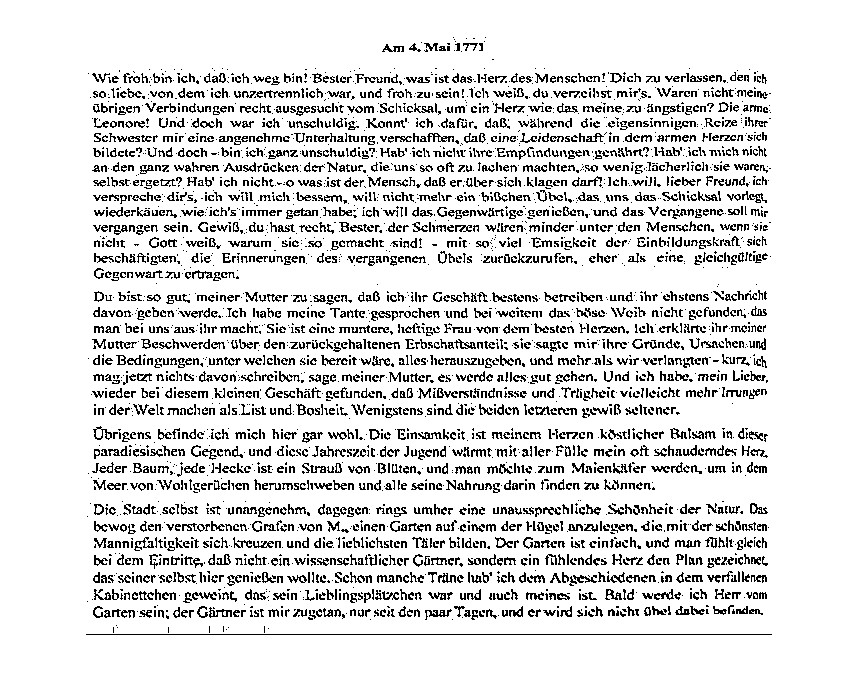 Am 4. Mai 1771
Wie froh bin ich, daß ich weg bin! Bester Freund, was ist das Herz des Menschen! Dich zu verlassen, den ich
so liebe, von dem ich unzertrennlich war, und froh zu sein! Ich weiß, du verzeihst mir's. Waren nicht meine
übrigen Verbindungen recht ausgesucht vom Schicksal, um ein Herz wie das meine zu ängstigen? Die arme
Leonore! Und doch war ich unschuldig. Konnt' ich dafür, daß, während die eigensinnigen Reize ihrer
Schwester mir eine angenehme Unterhaltung verschafften, daß eine Leidenschaft in dem armen Herzen sich
bildete? Und doch - bin ich ganz unschuldig? Hab' ich nicht ihre Empfindungen genährt? Hab' ich mich nicht
an den ganz wahren Ausdrücken der Natur, die uns so oft zu lachen machten, so wenig lächerlich sie waren,
selbst ergetzt? Hab' ich nicht - o was ist der Mensch, daß er über sich klagen darf! Ich will, lieber Freund, ich
verspreche dir's, ich will mich bessern, will nicht mehr ein bißchen Übel, das uns das Schicksal vorlegt,
wiederkäuen, wie ich's immer getan habe; ich will das Gegenwärtige genießen, und das Vergangene soll mir
vergangen sein. Gewiß, du hast recht, Bester, der Schmerzen wären minder unter den Menschen, wenn sie
nicht - Gott weiß, warum sie so gemacht sind! - mit so viel Emsigkeit der Einbildungskraft sich
beschäftigten, die Erinnerungen des vergangenen Übels zurückzurufen, eher als eine gleichgültige
Gegenwart zu ertragen.
Du bist so gut, meiner Mutter zu sagen, daß ich ihr Geschäft bestens betreiben und ihr ehstens Nachricht
davon geben werde. Ich habe meine Tante gesprochen und bei weitem das böse Weib nicht gefunden, das
man bei uns aus ihr macht. Sie ist eine muntere, heftige Frau von dem besten Herzen. Ich erklärte ihr meiner
Mutter Beschwerden über den zurückgehaltenen Erbschaftsanteil; sie sagte mir ihre Gründe, Ursachen und
die Bedingungen, unter welchen sie bereit wäre, alles herauszugeben, und mehr als wir verlangten - kurz, ich
mag jetzt nichts davon schreiben, sage meiner Mutter, es werde alles gut gehen. Und ich habe, mein Lieber,
wieder bei diesem kleinen Geschäft gefunden, daß Mißverständnisse und Trägheit vielleicht mehr Irrungen
in der Welt machen als List und Bosheit. Wenigstens sind die beiden letzteren gewiß seltener.
Übrigens befinde ich mich hier gar wohl. Die Einsamkeit ist meinem Herzen köstlicher Balsam in dieser
paradiesischen Gegend, und diese Jahreszeit der Jugend wärmt mit aller Fülle mein oft schauderndes Herz.
Jeder Baum, jede Hecke ist ein Strauß von Blüten, und man möchte zum Maienkäfer werden, um in dem
Meer von Wohlgerüchen herumschweben und alle seine Nahrung darin finden zu können.
Die Stadt selbst ist unangenehm, dagegen rings umher eine unaussprechliche Schönheit der Natur. Das
bewog den verstorbenen Grafen von M., einen Garten auf einem der Hügel anzulegen, die mit der schönsten
Mannigfaltigkeit sich kreuzen und die lieblichsten Täler bilden. Der Garten ist einfach, und man fühlt gleich
bei dem Eintritte, daß nicht ein wissenschaftlicher Gärtner, sondern ein fühlendes Herz den Plan gezeichnet,
das seiner selbst hier genießen wollte. Schon manche Träne hab' ich dem Abgeschiedenen in dem verfallenen
Kabinettchen geweint, das sein Lieblingsplätzchen war und auch meines ist. Bald werde ich Herr vom
Garten sein; der Gärtner ist mir zugetan, nur seit den paar Tagen, und er wird sich nicht übel dabei befinden.